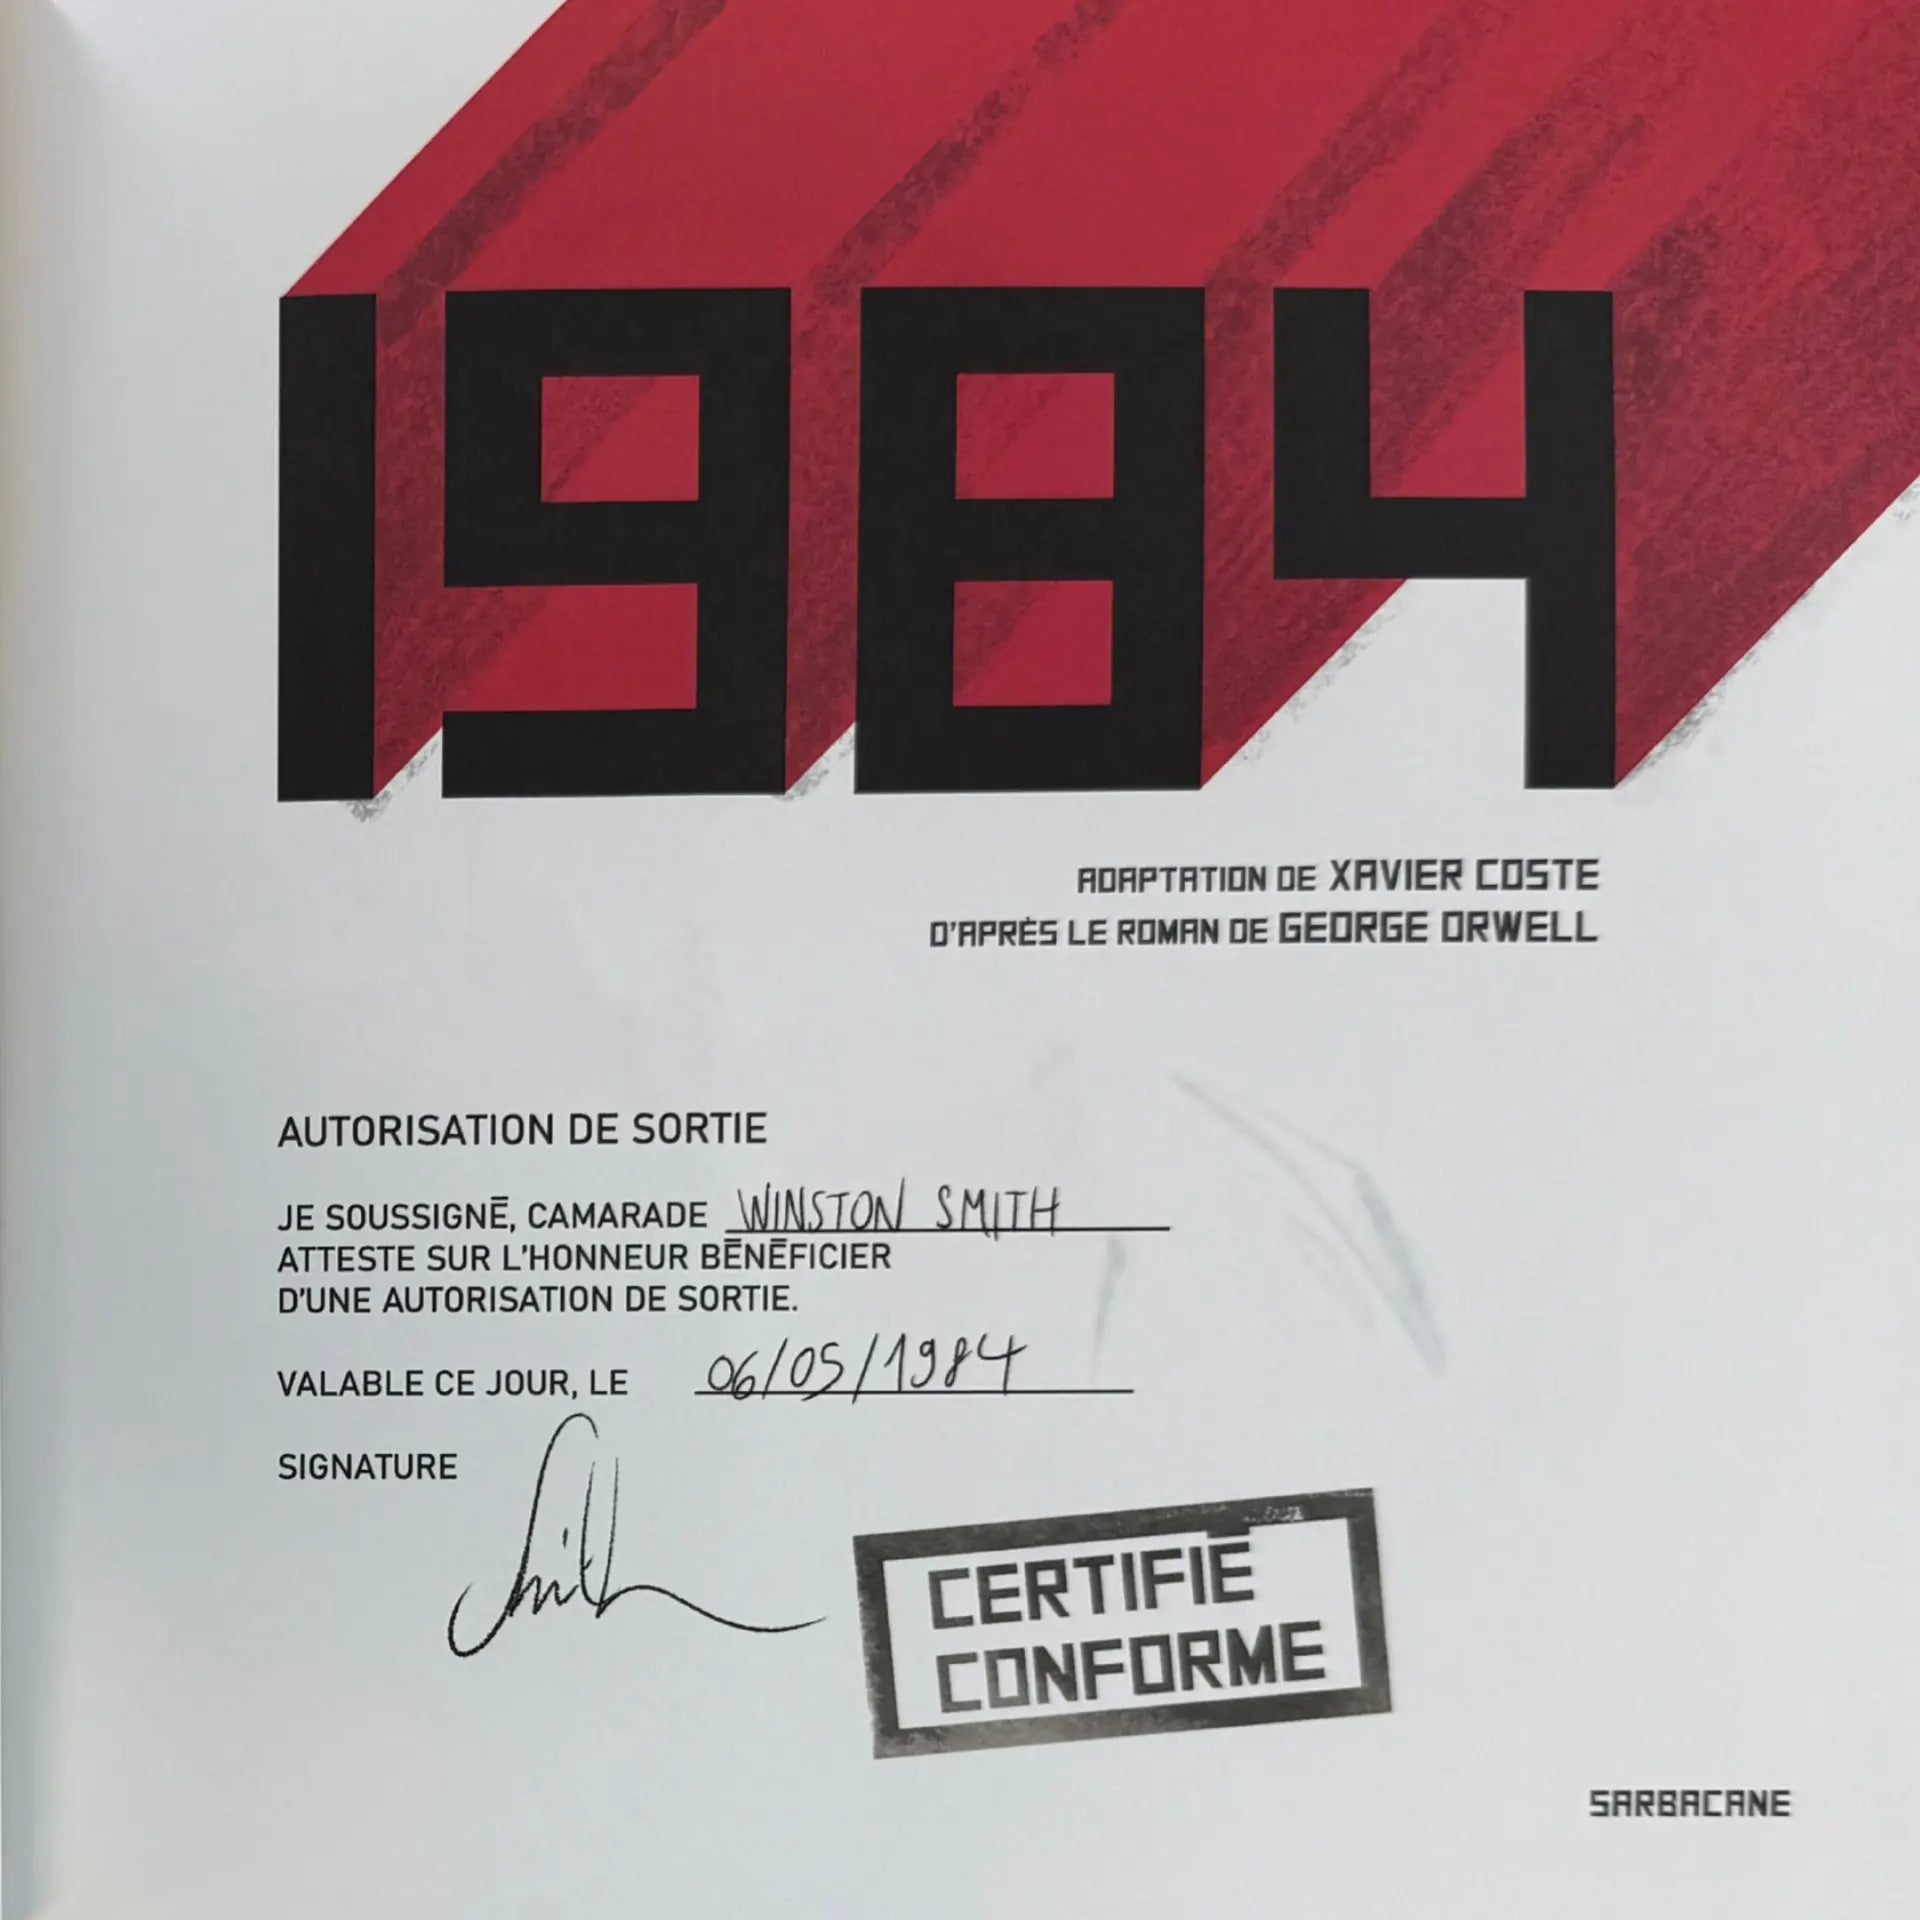 1984
ADAPTATION DE XAVIER COSTE
D'APRÈS LE ROMAN DE GEORGE ORWELL
AUTORISATION DE SORTIE
JE SOUSSIGNÉ, CAMARADE WINSTON SMITH
ATTESTE SUR L'HONNEUR BÉNÉFICIER
D'UNE AUTORISATION DE SORTIE.
VALABLE CE JOUR, LE 06/05/1984
SIGNATURE
Smith
CERTIFIÉ
CONFORME
SARBACANE